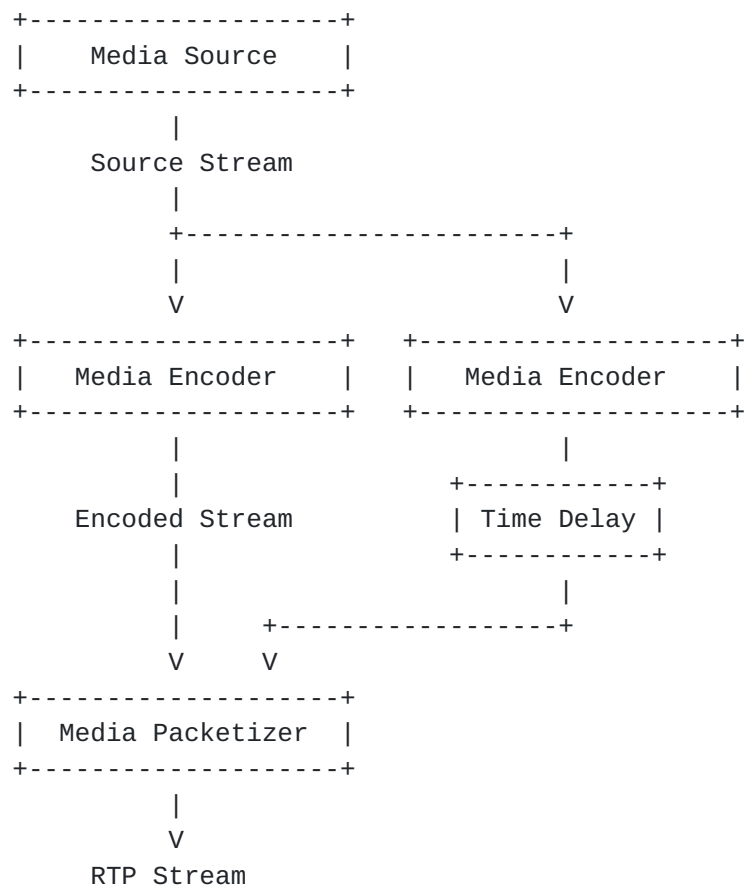 +--------------------+
|    Media Source    |
+--------------------+
          |
     Source Stream
          |
          +------------------------+
          |                        |
          V                        V
+--------------------+   +--------------------+
|   Media Encoder    |   |   Media Encoder    |
+--------------------+   +--------------------+
          |                        |
          |                 +------------+
    Encoded Stream          | Time Delay |
          |                 +------------+
          |                        |
          |     +------------------+
          V     V
+--------------------+
|  Media Packetizer  |
+--------------------+
          |
          V
     RTP Stream